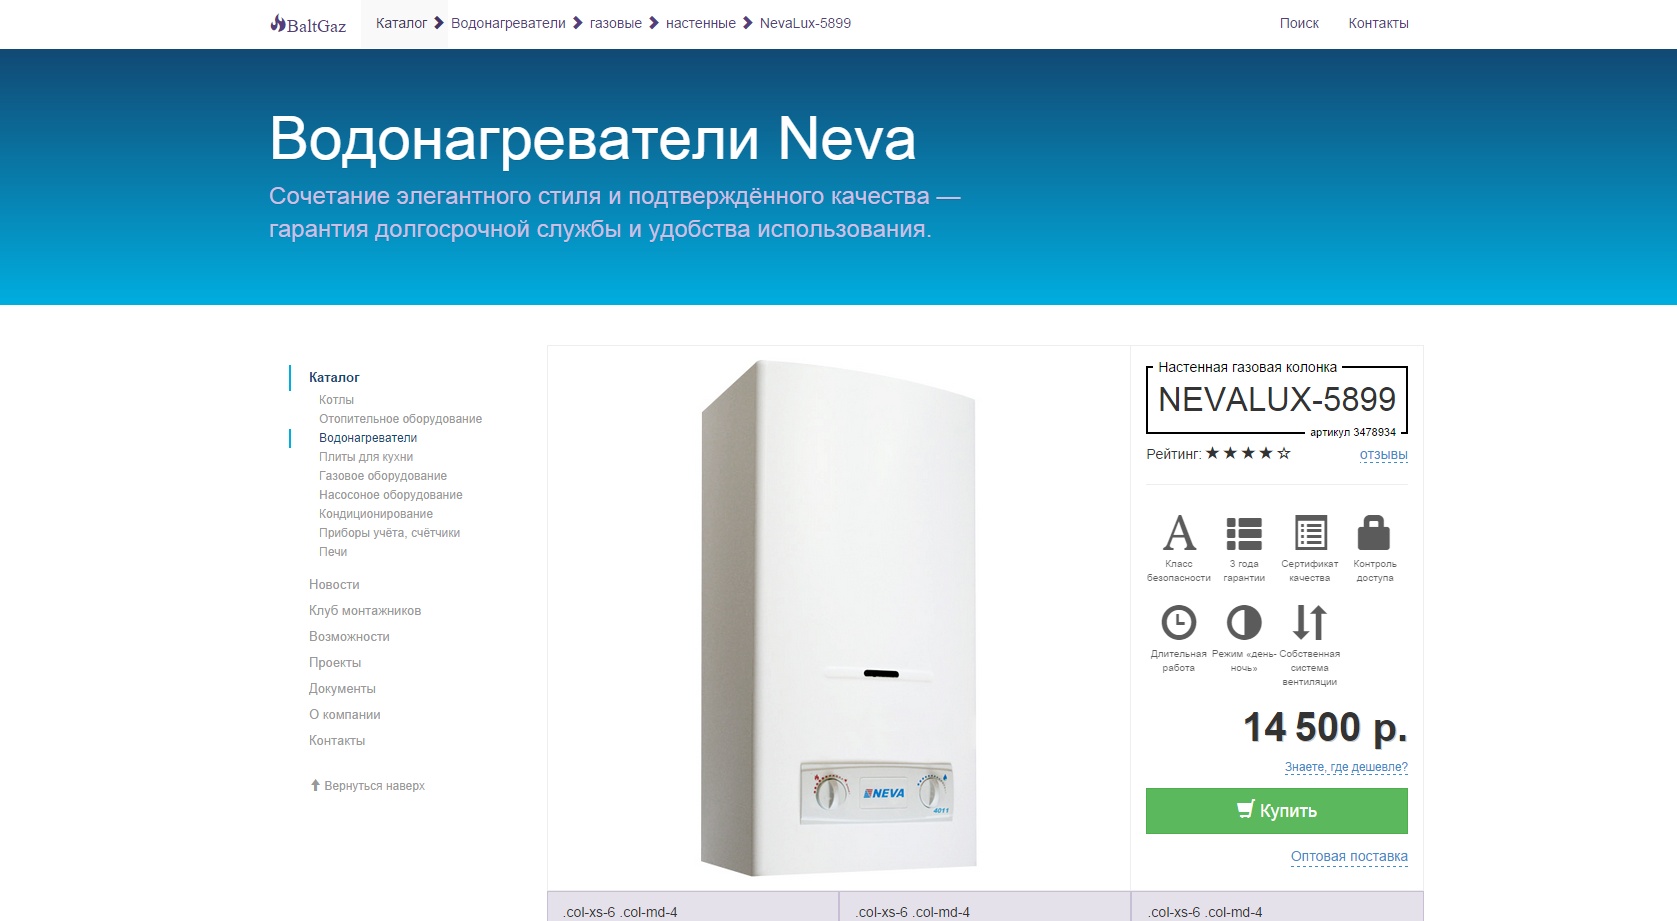 BaltGaz
Каталог Водонагреватели газовые настенные NevaLux-5899
Поиск Контакты
Водонагреватели Neva
Сочетание элегантного стиля и подтверждённого качества —
гарантия долгосрочной службы и удобства использования.
Каталог
Котлы
Отопительное оборудование
Водонагреватели
Плиты для кухни
Газовое оборудование
Насосоное оборудование
Кондиционирование
Приборы учёта, счётчики
Печи
Новости
Клуб монтажников
Возможности
Проекты
Документы
О компании
Контакты
Вернуться наверх
NEVA
4011
Настенная газовая колонка
NEVALUX-5899
артикул 3478934
Рейтинг: ★★★★☆ отзывы
A
Класс
безопасности
3 года
гарантии
Сертификат
качества
Контроль
доступа
Длительная
работа
Режим «день-
ночь»
Собственная
система
вентиляции
14 500 р.
Знаете, где дешевле?
Купить
Оптовая поставка
.col-xs-6 .col-md-4
.col-xs-6 .col-md-4
.col-xs-6 .col-md-4